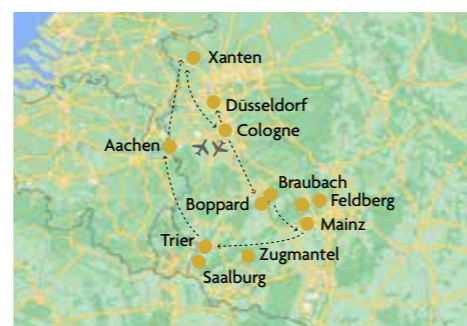 Xanten
Düsseldorf
Cologne
Aachen
Braubach
Boppard
Feldberg
Mainz
Trier
Zugmantel
Saalburg